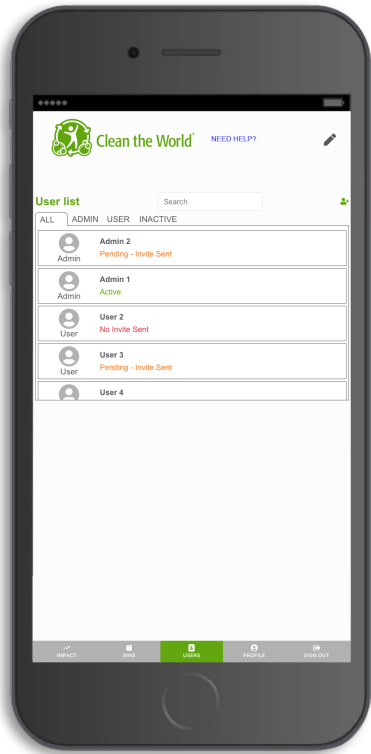 Clean the World
NEED HELP?
User list
Search
ALL ADMIN USER INACTIVE
Admin 2
Pending - Invite Sent
Admin
Admin 1
Active
Admin
User 2
No Invite Sent
User
User 3
Pending - Invite Sent
User
User 4
IMPACT BINS USERS PROFILE SIGN OUT